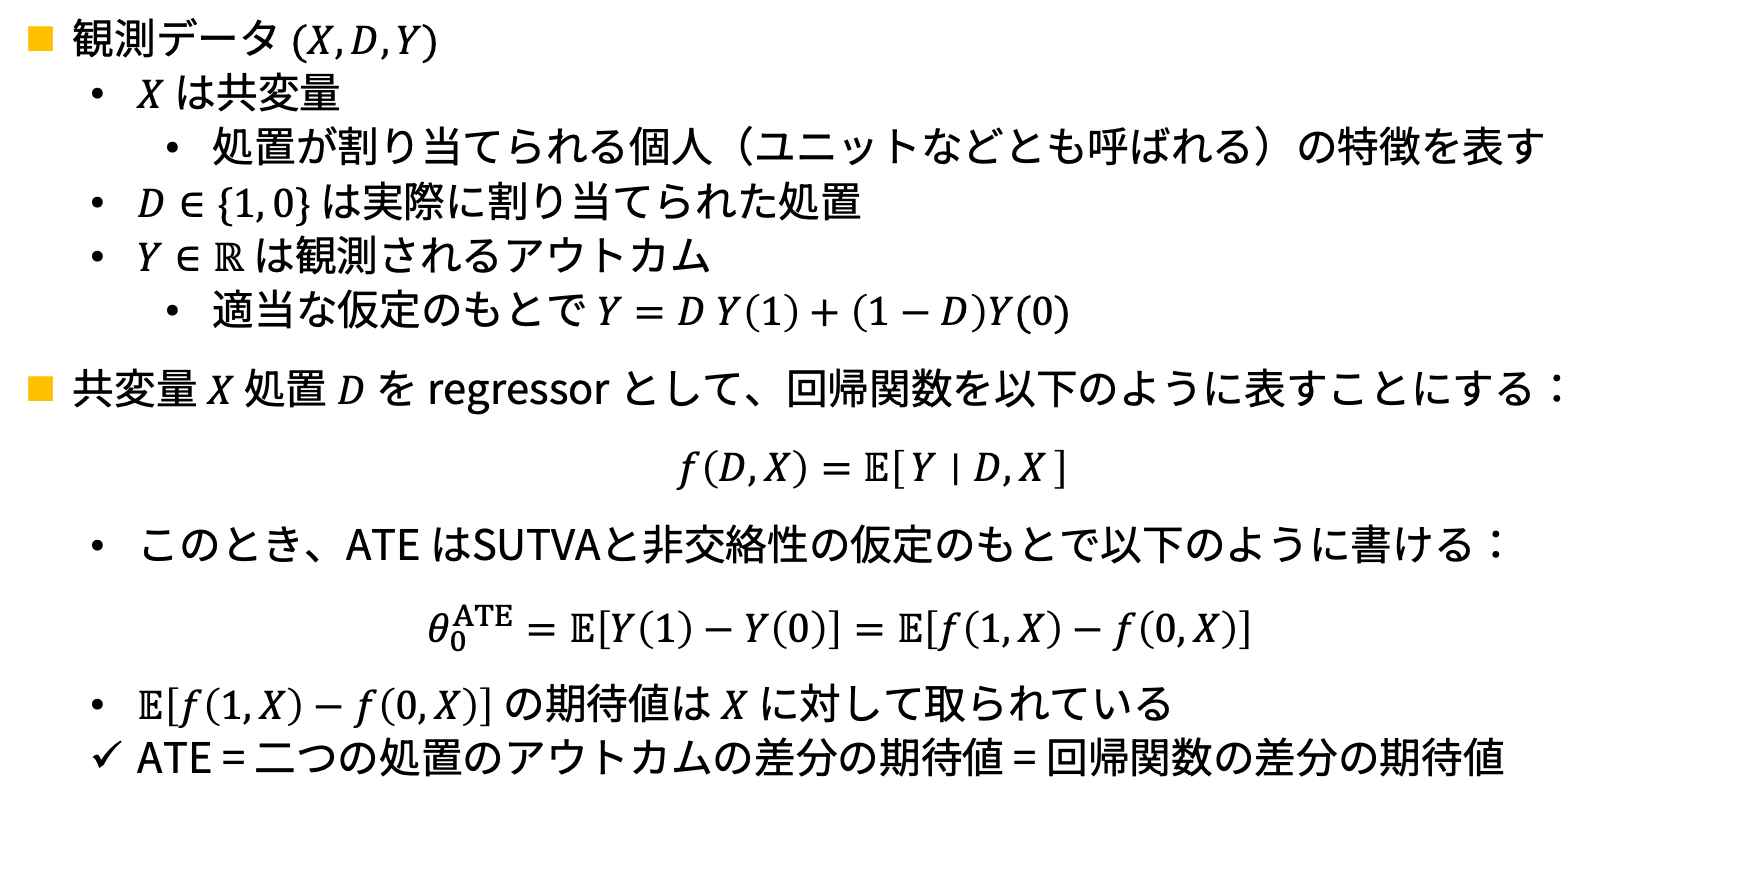 ■ 観測データ (X, D, Y)
• X は共変量
• 処置が割り当てられる個人（ユニットなどとも呼ばれる）の特徴を表す
• D ∈ {1, 0} は実際に割り当てられた処置
• Y ∈ ℝ は観測されるアウトカム
• 適当な仮定のもとで Y = D Y(1) + (1 − D)Y(0)
■ 共変量 X 処置 D を regressor として、回帰関数を以下のように表すことにする：
f(D, X) = 𝔼[Y | D, X]
• このとき、ATE はSUTVAと非交絡性の仮定のもとで以下のように書ける：
θ₀^ATE = 𝔼[Y(1) − Y(0)] = 𝔼[f(1, X) − f(0, X)]
• 𝔼[f(1, X) − f(0, X)] の期待値は X に対して取られている
✓ ATE = 二つの処置のアウトカムの差分の期待値 = 回帰関数の差分の期待値